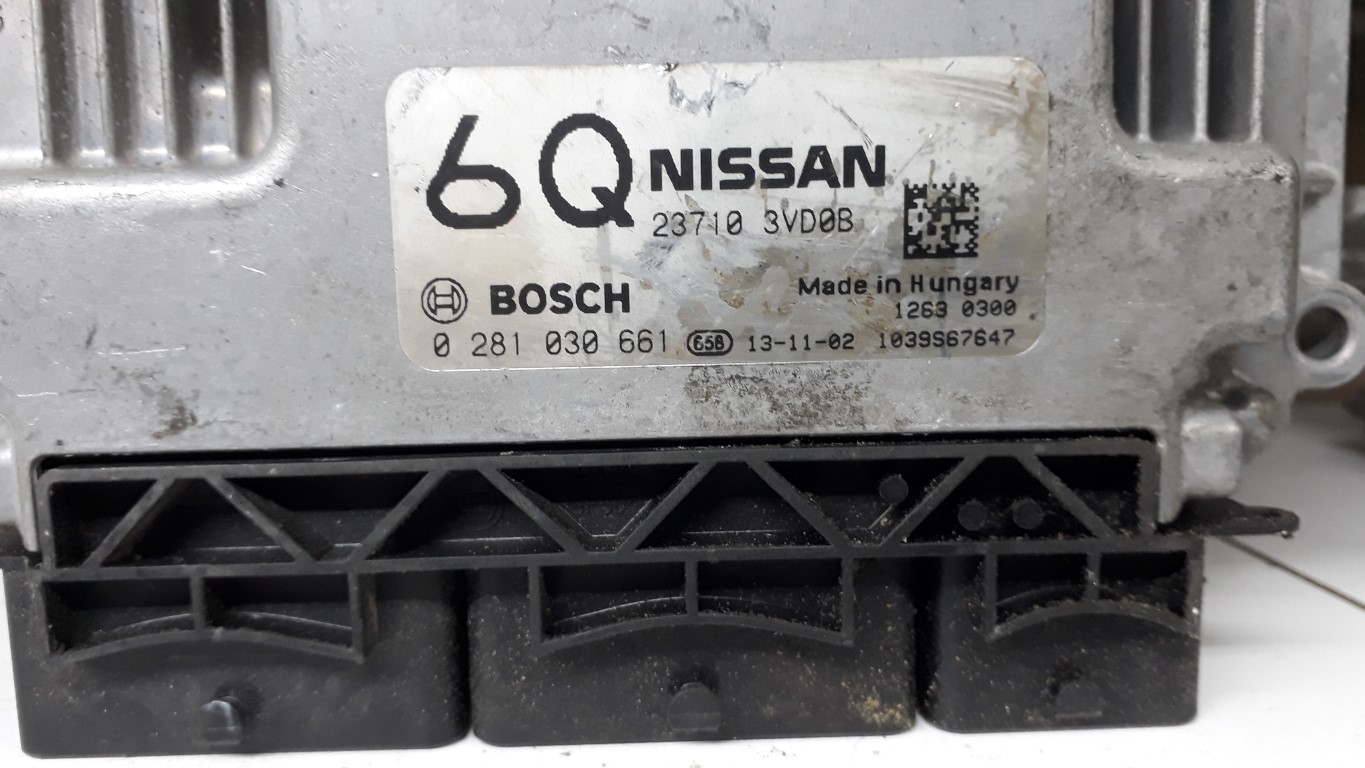 6Q NISSAN
23710 3VD0B
BOSCH
Made in Hungary
1263 0300
0 281 030 661 658 13-11-02 1039S67647